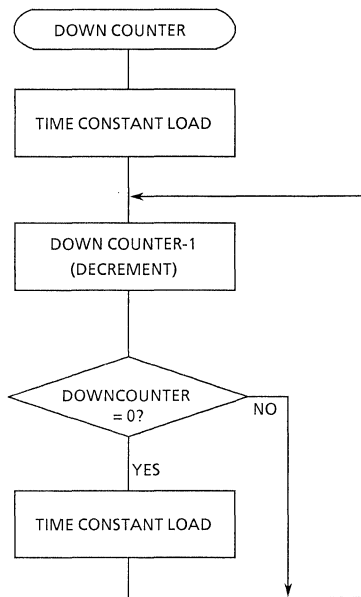 DOWN COUNTER
TIME CONSTANT LOAD
DOWN COUNTER-1
(DECREMENT)
DOWNCOUNTER
= 0?
NO
YES
TIME CONSTANT LOAD